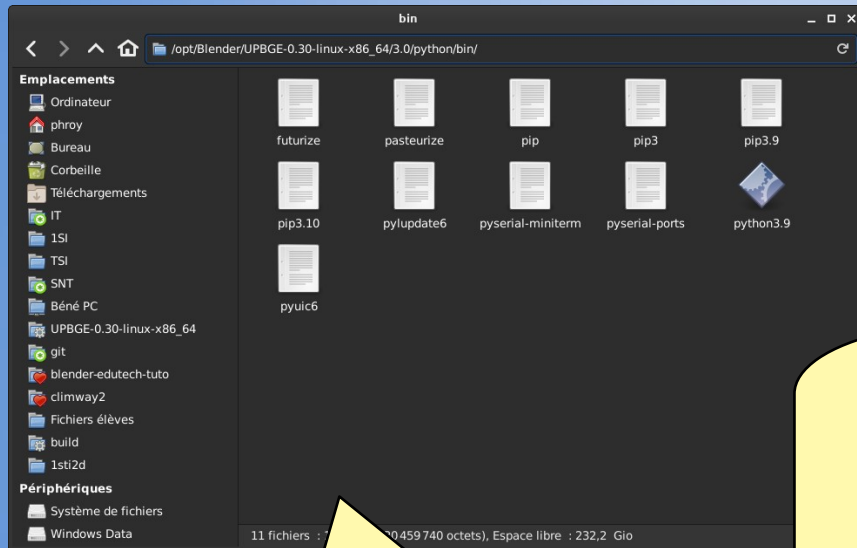 bin
/opt/Blender/UPBGE-0.30-linux-x86_64/3.0/python/bin/
Emplacements
Ordinateur
phroy
Bureau
Corbeille
Téléchargements
IT
1SI
TSI
SNT
Béné PC
UPBGE-0.30-linux-x86_64
git
blender-edutech-tuto
climway2
Fichiers élèves
build
1sti2d
Périphériques
Système de fichiers
Windows Data
futurize
pasteurize
pip
pip3
pip3.9
pip3.10
pylupdate6
pyserial-miniterm
pyserial-ports
python3.9
pyuic6
11 fichiers : 459 740 octets), Espace libre : 232,2 Gio